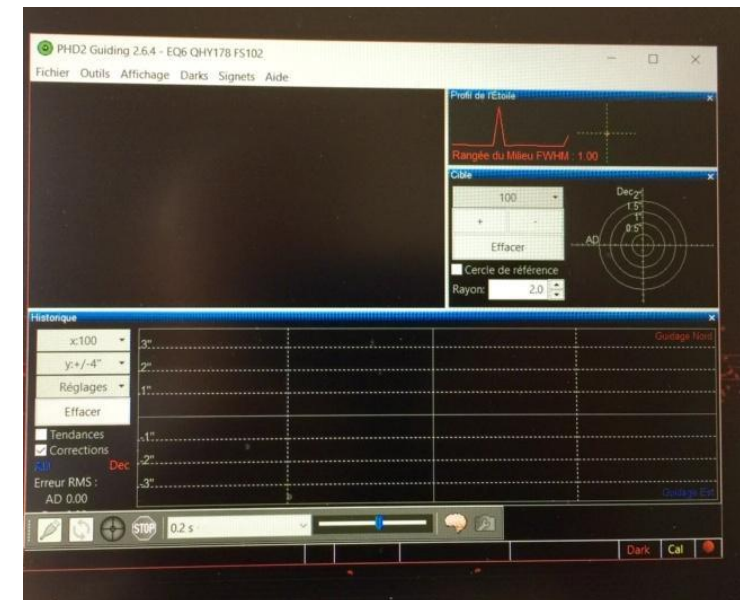 PHD2 Guiding 2.6.4 - EQ6 QHY178 FS102
Fichier Outils Affichage Darks Signets Aide
Profil de l'Étoile
Rangée du Milieu FWHM : 1.00
Cible
100
+ -
Effacer
Cercle de référence
Rayon: 2.0
Dec 2"
1.5"
1"
0.5"
AD
Historique
x:100
y:+/-4"
Réglages
Effacer
Tendances
Corrections
AD Dec
Erreur RMS :
AD 0.00
3"
2"
1"
-1"
-2"
-3"
Guidage Nord
Guidage Est
STOP 0.2 s
Dark Cal